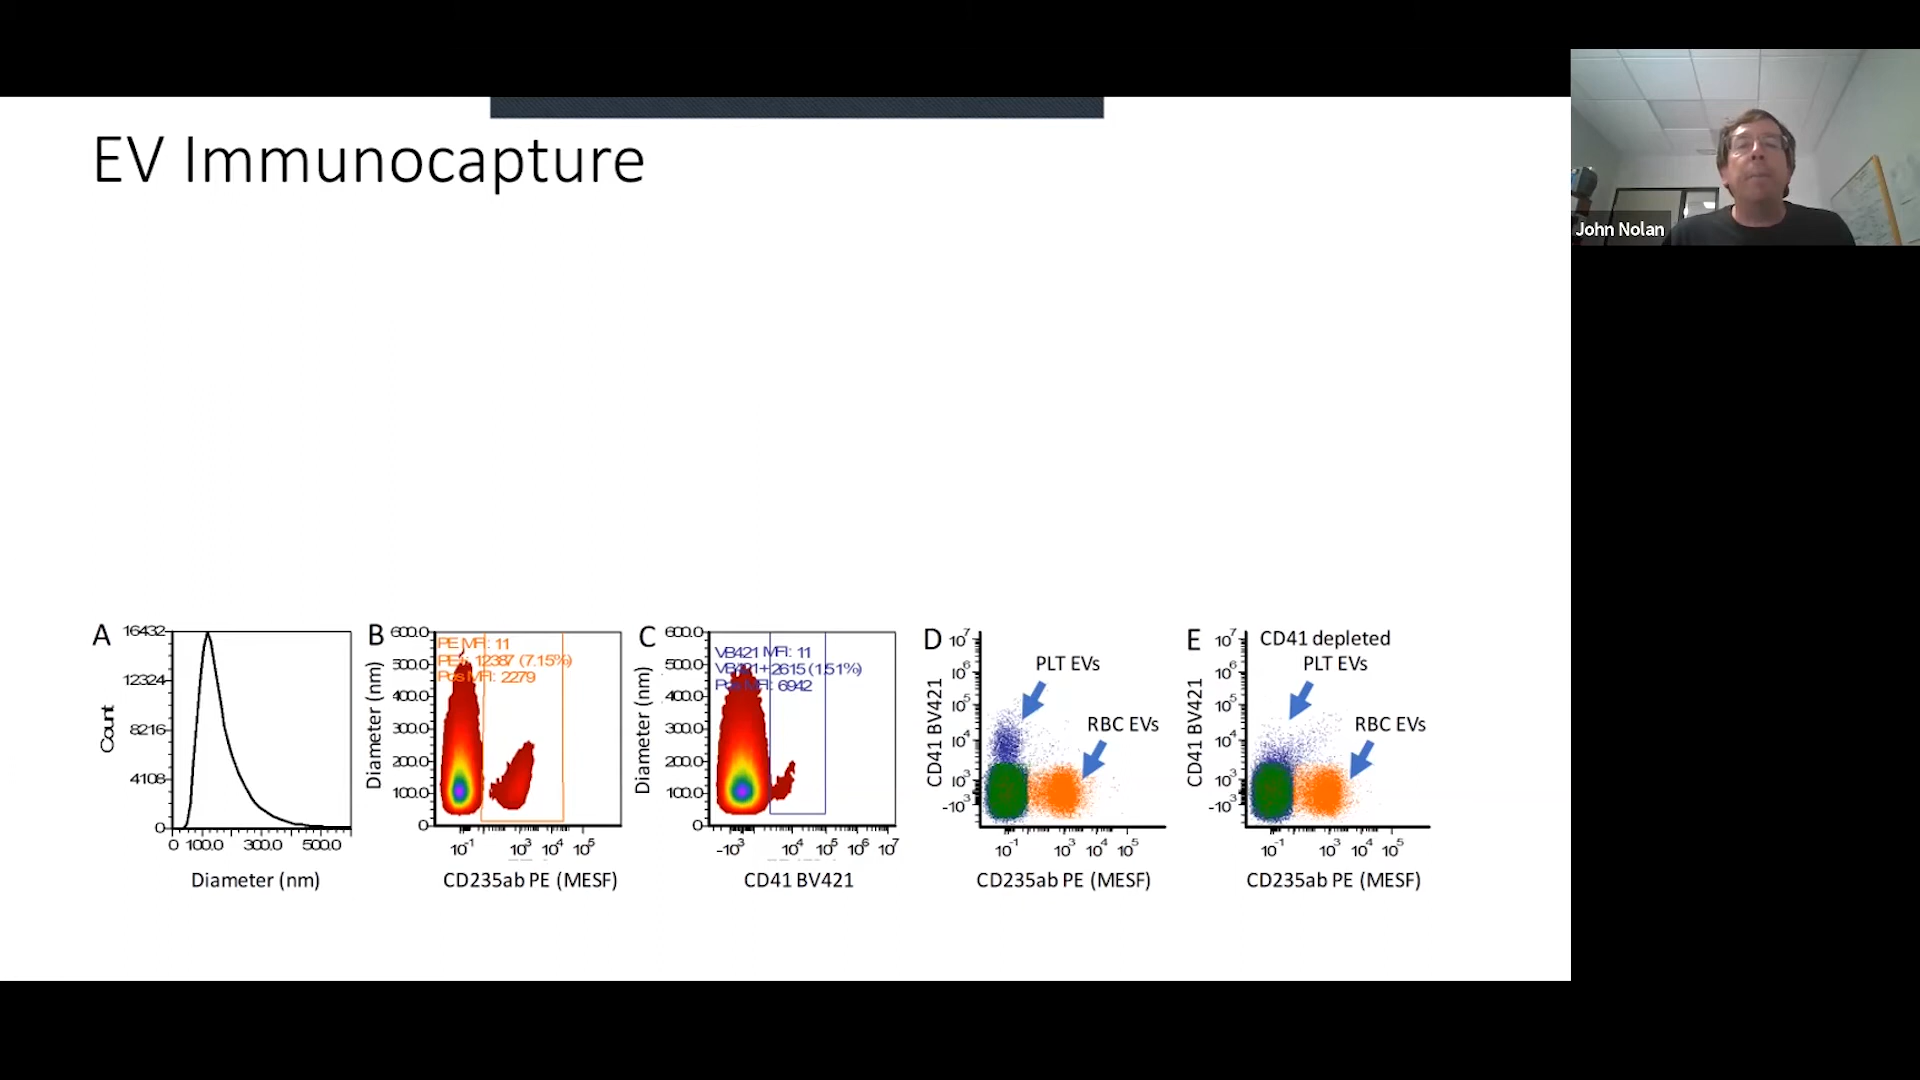 EV Immunocapture
John Nolan
A
16432
12324
8216
4108
0
Count
0 100.0 300.0 500.0
Diameter (nm)
B
600.0
500.0
400.0
300.0
200.0
100.0
0
Diameter (nm)
PE MFI: 11
PE+: 12387 (7.15%)
Pos MFI: 2279
10-1 103 104 105
CD235ab PE (MESF)
C
600.0
500.0
400.0
300.0
200.0
100.0
0
Diameter (nm)
VB421 MFI: 11
VB421+2615 (1.51%)
Pos MFI: 6942
-103 104 105 106 107
CD41 BV421
D
107
106
105
104
103
-103
CD41 BV421
PLT EVs
RBC EVs
10-1 103 104 105
CD235ab PE (MESF)
E
107
106
105
104
103
-103
CD41 BV421
CD41 depleted
PLT EVs
RBC EVs
10-1 103 104 105
CD235ab PE (MESF)